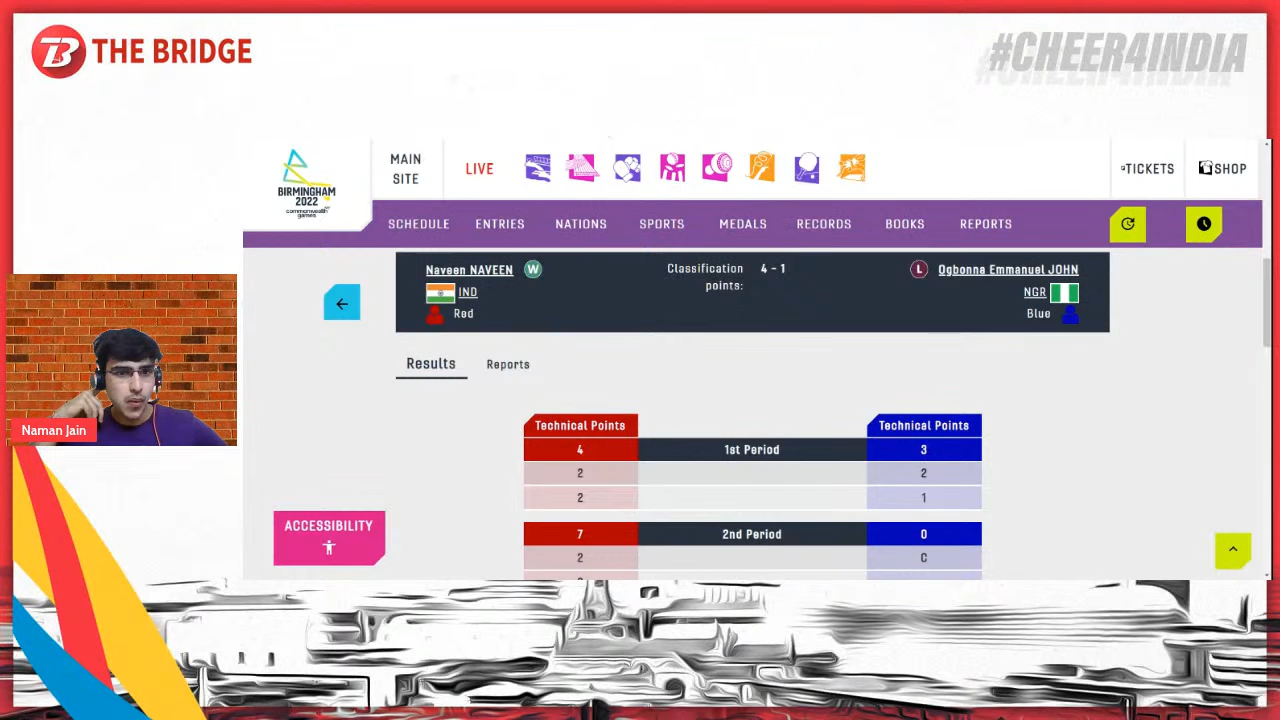 THE BRIDGE
#CHEER4INDIA
BIRMINGHAM
2022
commonwealth
games
MAIN
SITE
LIVE
TICKETS
SHOP
SCHEDULE ENTRIES NATIONS SPORTS MEDALS RECORDS BOOKS REPORTS
Naveen NAVEEN W
Classification
points:
4 - 1
L Ogbonna Emmanuel JOHN
IND
NGR
Red
Blue
Results Reports
Technical Points Technical Points
4 1st Period 3
2 2
2 1
7 2nd Period 0
2 C
ACCESSIBILITY
Naman Jain